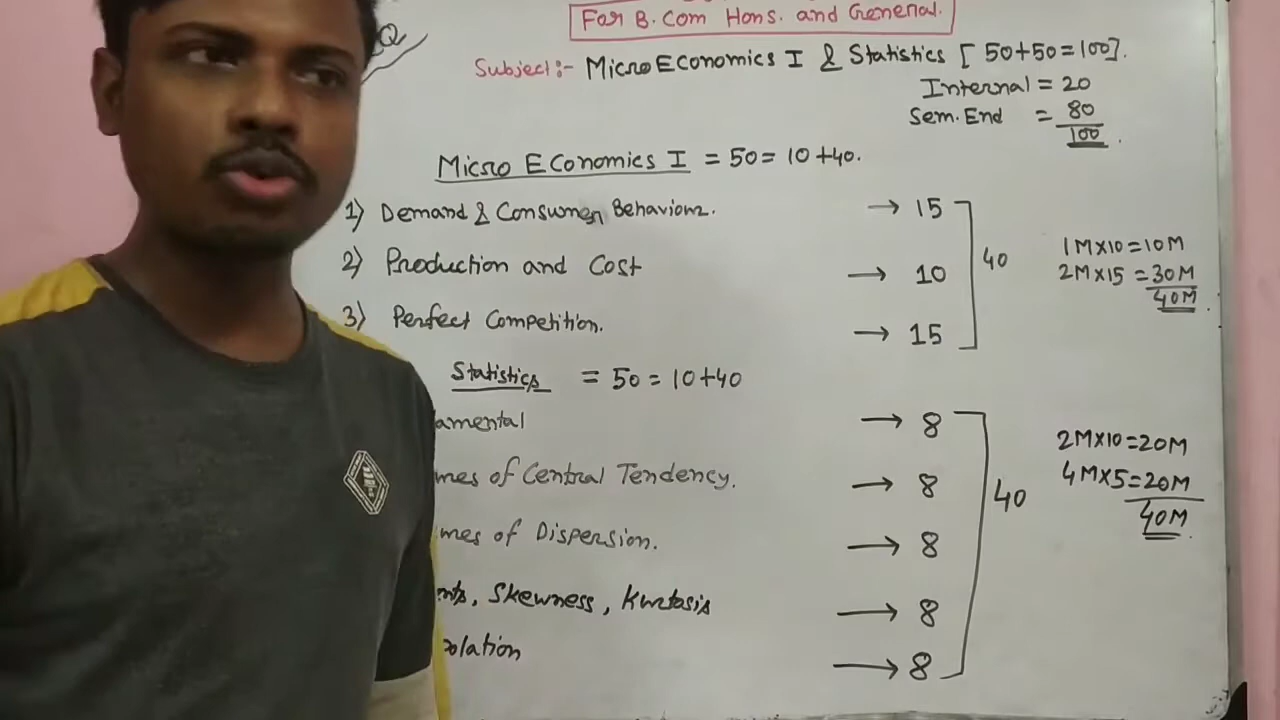 For B.Com Hons. and General.
Q
Subject:- Micro Economics I & Statistics [50+50=100].
Internal = 20
Sem. End = 80
100.
Micro Economics I = 50 = 10+40.
1) Demand & Consumer Behaviour. → 15
2) Production and Cost → 10
3) Perfect Competition. → 15
40
1M×10=10M
2M×15=30M
40M.
Statistics = 50 = 10+40
amental → 8
mes of Central Tendency. → 8
mes of Dispersion. → 8
nts, Skewness, Kurtosis → 8
olation → 8
40
2M×10=20M
4M×5=20M
40M.